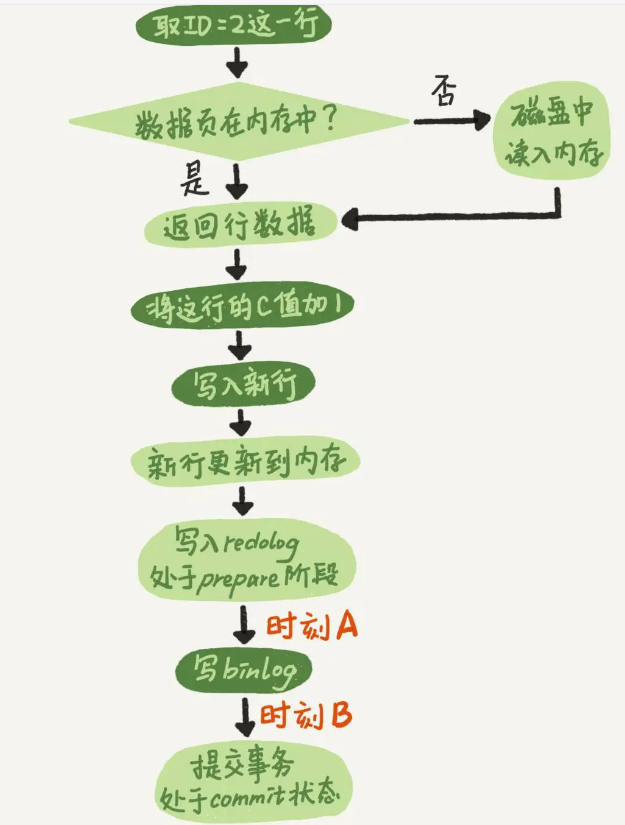 取ID=2这一行
数据页在内存中?
否
磁盘中
读入内存
是
返回行数据
将这行的C值加1
写入新行
新行更新到内存
写入redolog
处于prepare阶段
时刻A
写binlog
时刻B
提交事务
处于commit状态